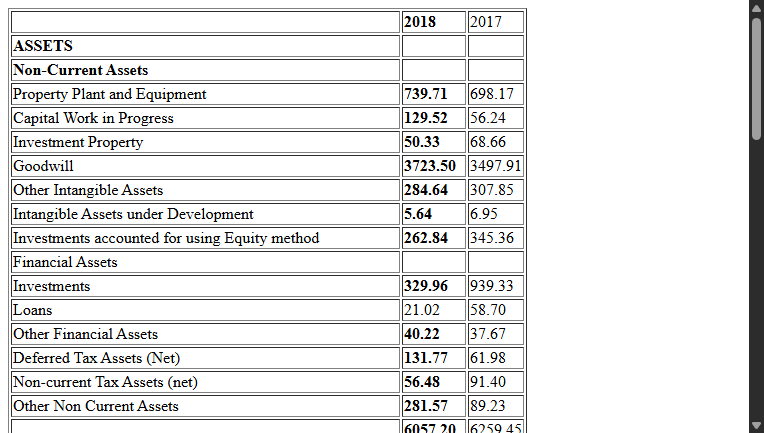 2018 2017
ASSETS
Non-Current Assets
Property Plant and Equipment 739.71 698.17
Capital Work in Progress 129.52 56.24
Investment Property 50.33 68.66
Goodwill 3723.50 3497.91
Other Intangible Assets 284.64 307.85
Intangible Assets under Development 5.64 6.95
Investments accounted for using Equity method 262.84 345.36
Financial Assets
Investments 329.96 939.33
Loans 21.02 58.70
Other Financial Assets 40.22 37.67
Deferred Tax Assets (Net) 131.77 61.98
Non-current Tax Assets (net) 56.48 91.40
Other Non Current Assets 281.57 89.23
6057.20 6259.45